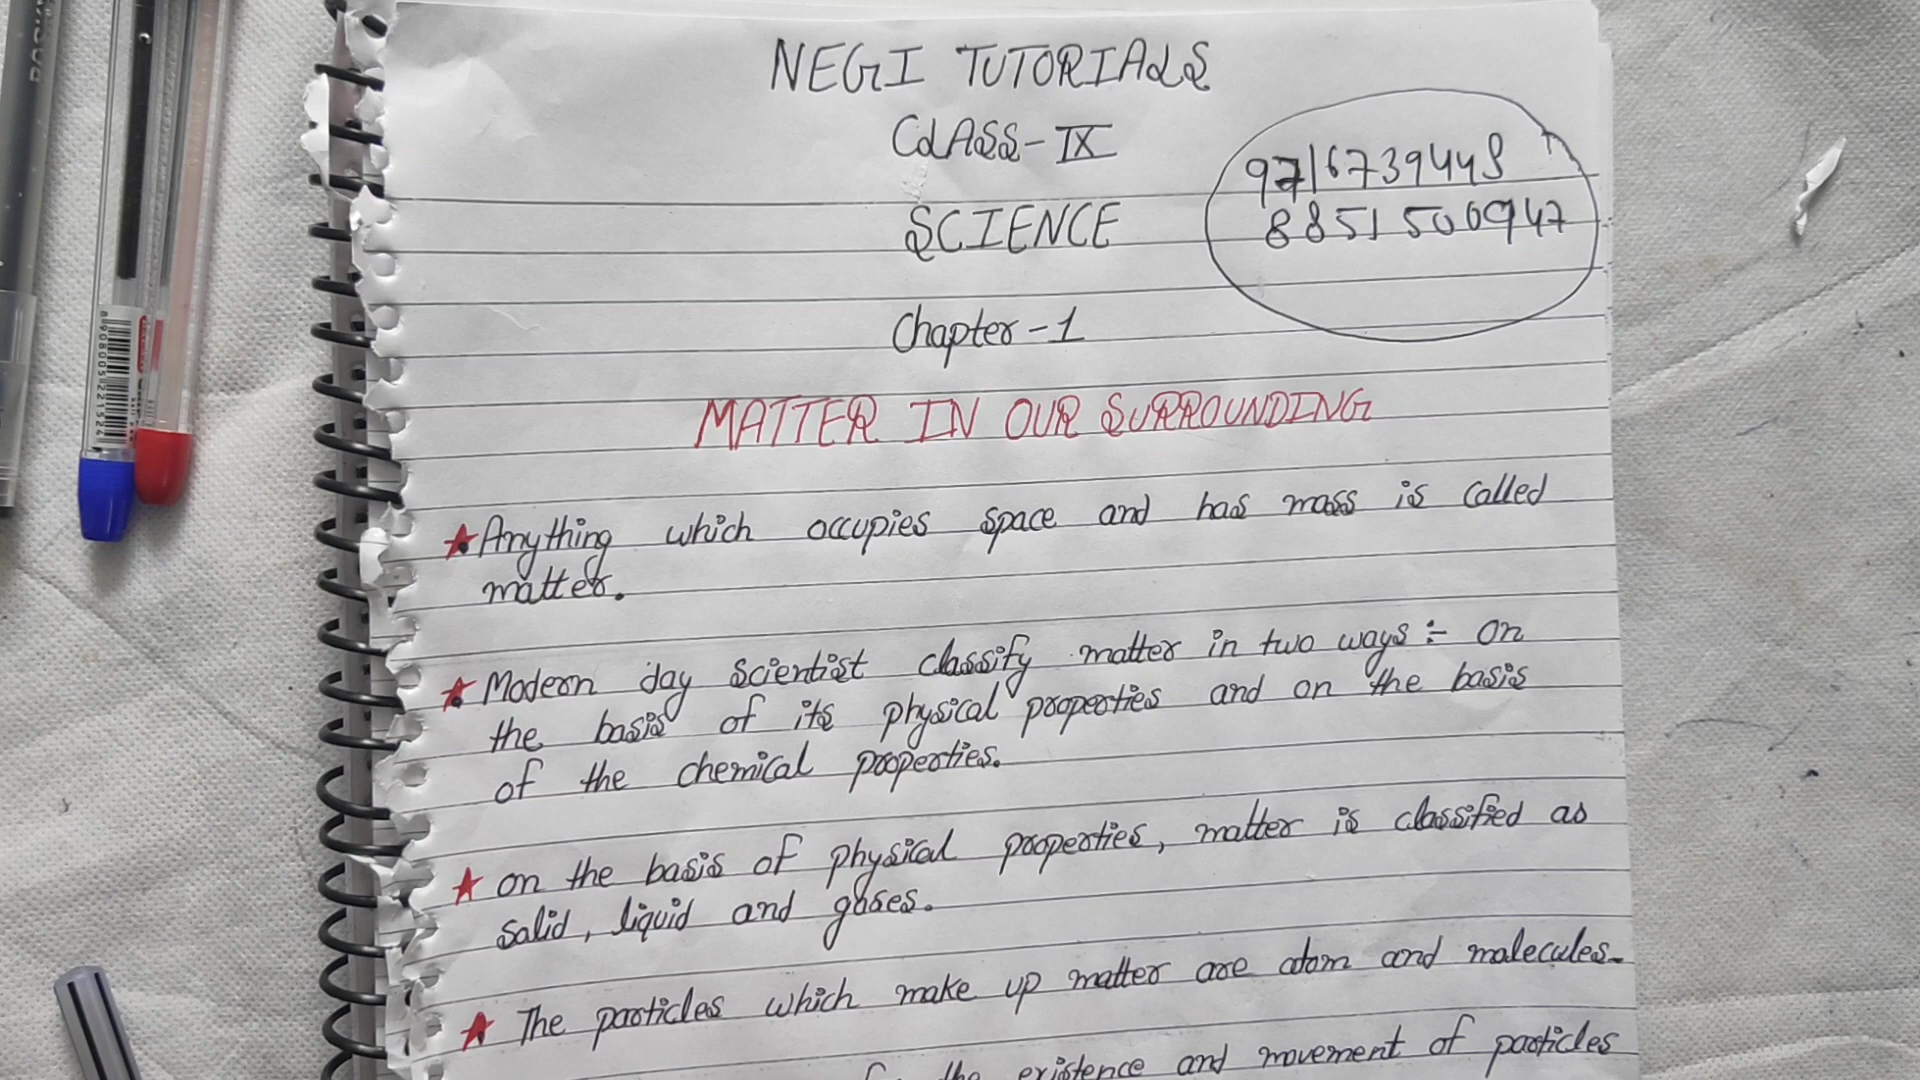 NEGI TUTORIALS
CLASS-IX
9716739448
8851500947
SCIENCE
Chapter-1
MATTER IN OUR SURROUNDING
★ Anything which occupies space and has mass is called
matter.
★ Modern day scientist classify matter in two ways :- on
the basis of its physical properties and on the basis
of the chemical properties.
★ on the basis of physical properties, matter is classified as
solid, liquid and gases.
★ The particles which make up matter are atom and molecules.
the existence and movement of particles
8908005121524